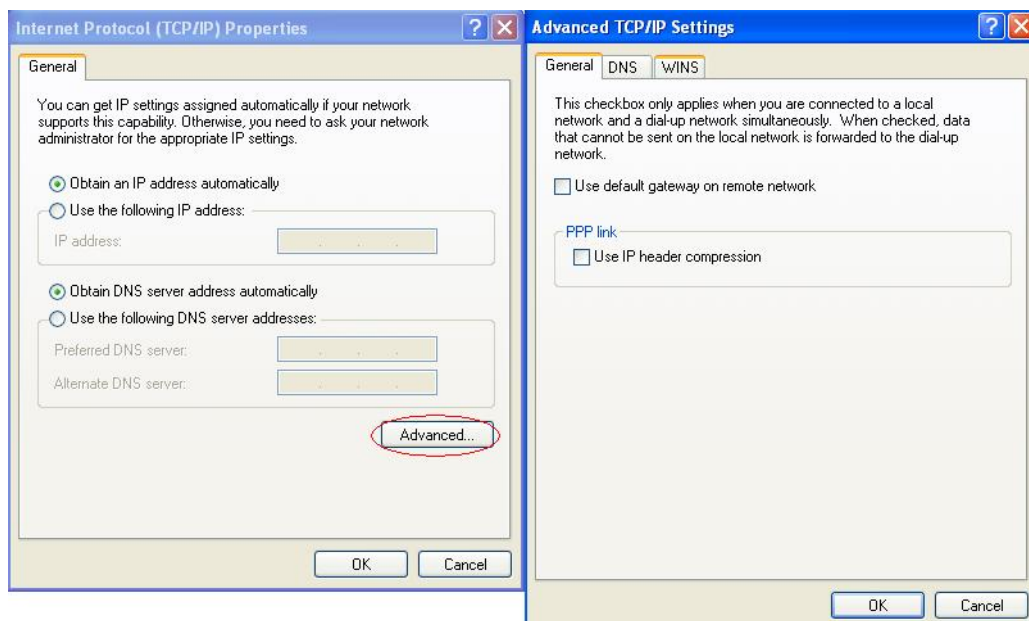 Internet Protocol (TCP/IP) Properties
General
You can get IP settings assigned automatically if your network
supports this capability. Otherwise, you need to ask your network
administrator for the appropriate IP settings.
Obtain an IP address automatically
Use the following IP address:
IP address:
Obtain DNS server address automatically
Use the following DNS server addresses:
Preferred DNS server:
Alternate DNS server:
Advanced...
OK Cancel
Advanced TCP/IP Settings
General DNS WINS
This checkbox only applies when you are connected to a local
network and a dial-up network simultaneously. When checked, data
that cannot be sent on the local network is forwarded to the dial-up
network.
Use default gateway on remote network
PPP link
Use IP header compression
OK Cancel